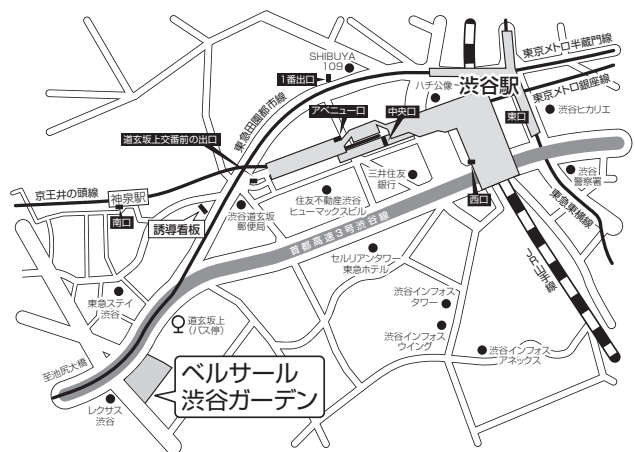 SHIBUYA
109
1番出口
東京メトロ半蔵門線
渋谷駅
ハチ公像
東京メトロ銀座線
渋谷ヒカリエ
アベニュー口
中央口
東口
東急田園都市線
道玄坂上交番前の出口
渋谷
警察署
三井住友
銀行
西口
東急東横線
京王井の頭線
神泉駅
南口
住友不動産渋谷
ヒューマックスビル
渋谷道玄坂
郵便局
誘導看板
首都高速3号渋谷線
JR山手線
セルリアンタワー
東急ホテル
東急ステイ
渋谷
渋谷インフォス
タワー
道玄坂上
(バス停)
渋谷インフォス
ウイング
渋谷インフォス
アネックス
至池尻大橋
ベルサール
渋谷ガーデン
レクサス
渋谷